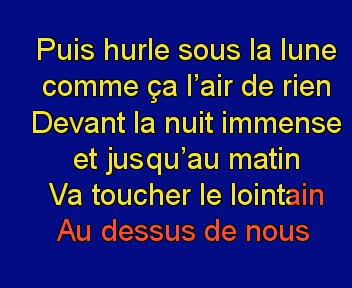 Puis hurle sous la lune
comme ça l’air de rien
Devant la nuit immense
et jusqu’au matin
Va toucher le lointain
Au dessus de nous